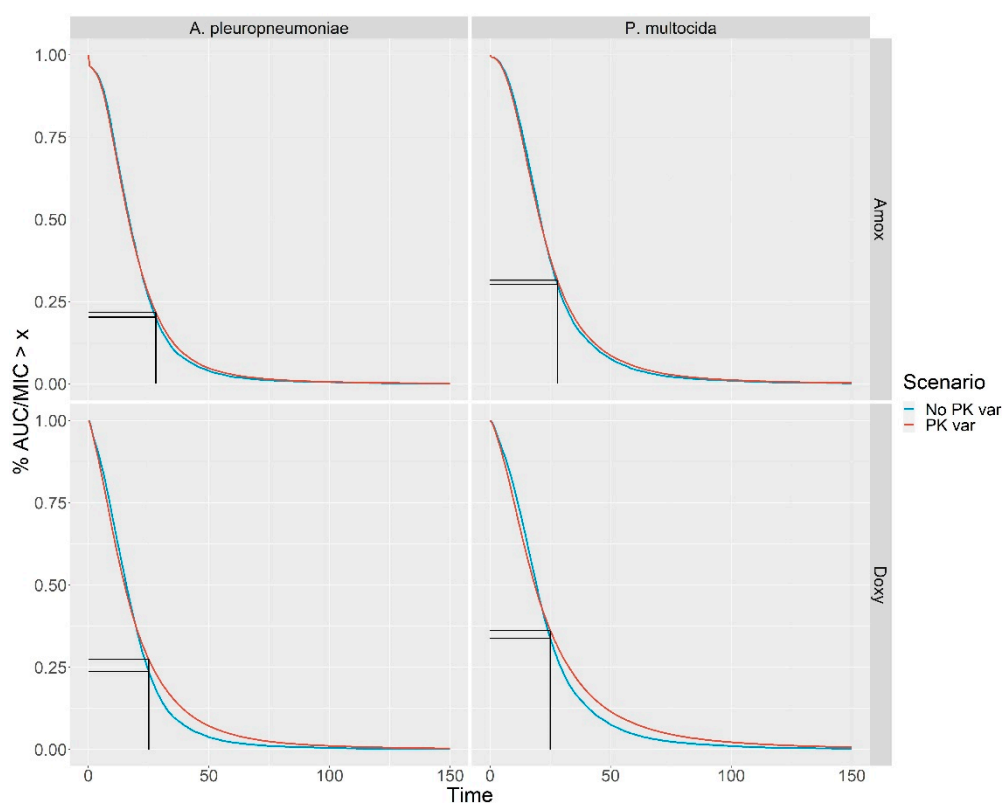 A. pleuropneumoniae
P. multocida
1.00
0.75
0.50
0.25
0.00
Amox
% AUC/MIC > x
Scenario
No PK var
PK var
1.00
0.75
0.50
0.25
0.00
Doxy
0
50
100
150
0
50
100
150
Time